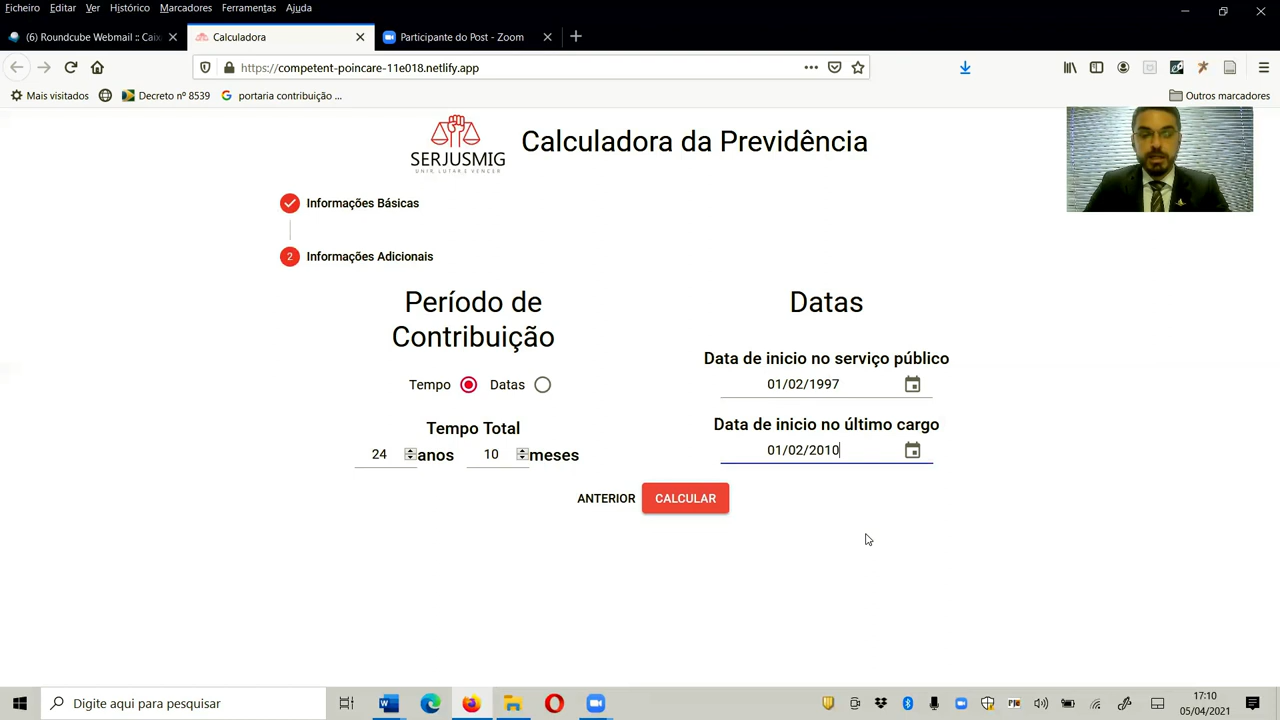 Ficheiro Editar Ver Histórico Marcadores Ferramentas Ajuda
(6) Roundcube Webmail :: Caix Calculadora Participante do Post - Zoom
https://competent-poincare-11e018.netlify.app
Mais visitados Decreto nº 8539 portaria contribuição ... Outros marcadores
SERJUSMIG
UNIR, LUTAR E VENCER
Calculadora da Previdência
Informações Básicas
2 Informações Adicionais
Período de
Contribuição
Tempo Datas
Tempo Total
24 anos 10 meses
Datas
Data de inicio no serviço público
01/02/1997
Data de inicio no último cargo
01/02/2010
ANTERIOR CALCULAR
Digite aqui para pesquisar
17:10
05/04/2021